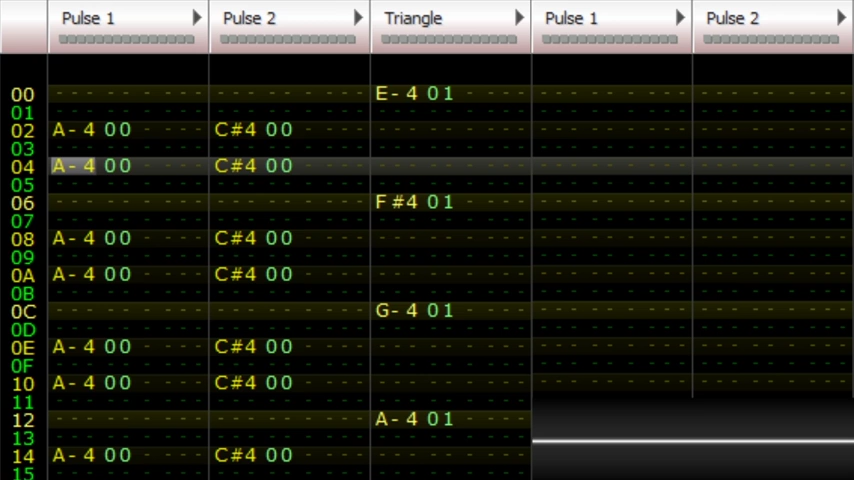 Pulse 1 Pulse 2 Triangle Pulse 1 Pulse 2
00 E-4 01
01
02 A-4 00 C#4 00
03
04 A-4 00 C#4 00
05
06 F#4 01
07
08 A-4 00 C#4 00
09
0A A-4 00 C#4 00
0B
0C G-4 01
0D
0E A-4 00 C#4 00
0F
10 A-4 00 C#4 00
11
12 A-4 01
13
14 A-4 00 C#4 00
15